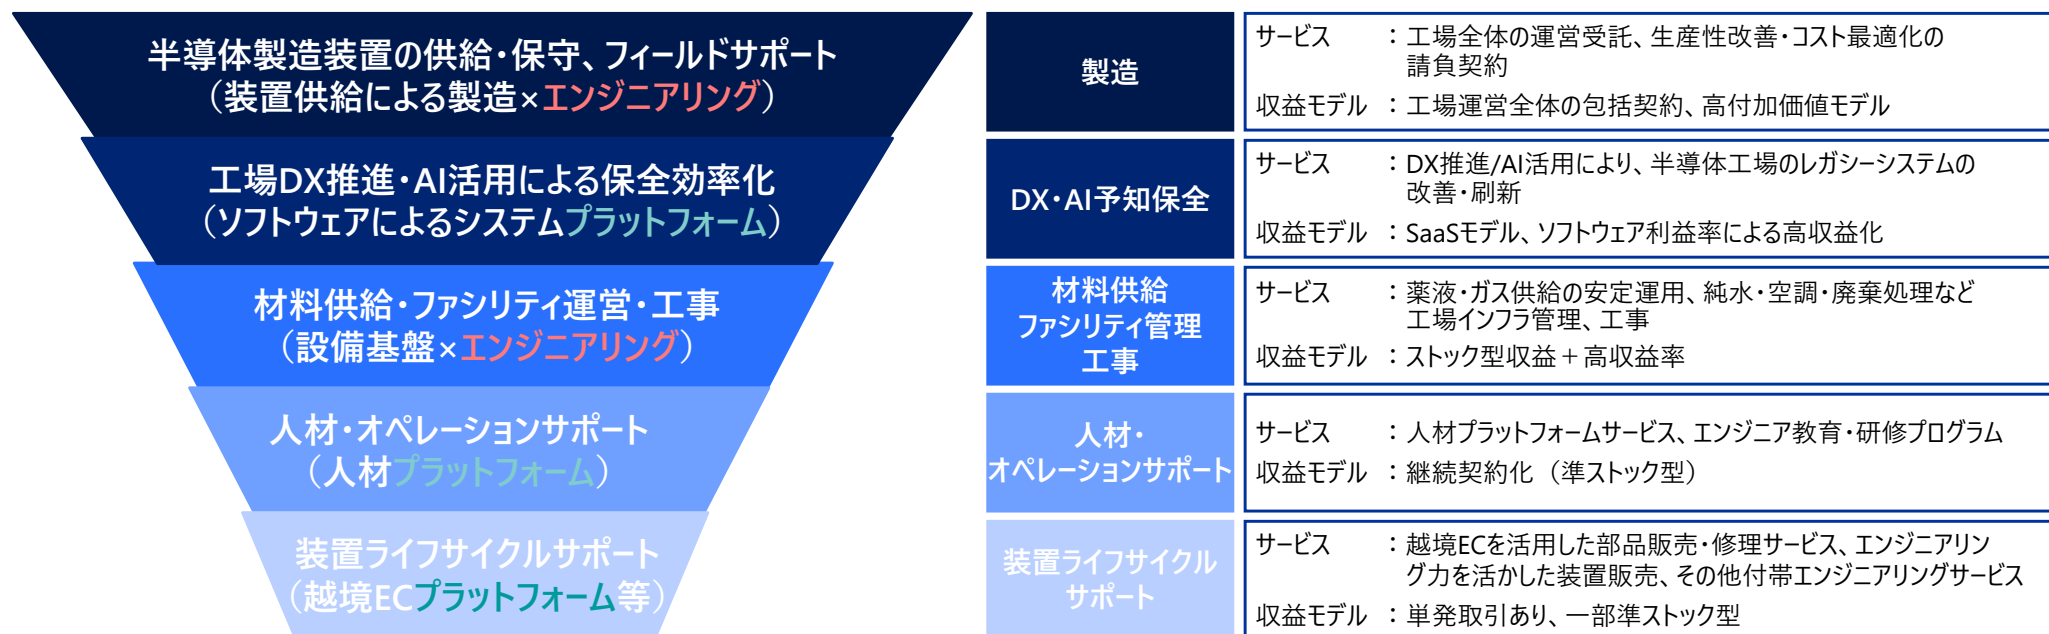 半導体製造装置の供給・保守、フィールドサポート
（装置供給による製造×エンジニアリング）
工場DX推進・AI活用による保全効率化
（ソフトウェアによるシステムプラットフォーム）
材料供給・ファシリティ運営・工事
（設備基盤×エンジニアリング）
人材・オペレーションサポート
（人材プラットフォーム）
装置ライフサイクルサポート
（越境ECプラットフォーム等）
製造
サービス ：工場全体の運営受託、生産性改善・コスト最適化の
請負契約
収益モデル ：工場運営全体の包括契約、高付加価値モデル
DX・AI予知保全
サービス ：DX推進/AI活用により、半導体工場のレガシーシステムの
改善・刷新
収益モデル ：SaaSモデル、ソフトウェア利益率による高収益化
材料供給
ファシリティ管理
工事
サービス ：薬液・ガス供給の安定運用、純水・空調・廃棄処理など
工場インフラ管理、工事
収益モデル ：ストック型収益＋高収益率
人材・
オペレーションサポート
サービス ：人材プラットフォームサービス、エンジニア教育・研修プログラム
収益モデル ：継続契約化（準ストック型）
装置ライフサイクル
サポート
サービス ：越境ECを活用した部品販売・修理サービス、エンジニアリン
グ力を活かした装置販売、その他付帯エンジニアリングサービス
収益モデル ：単発取引あり、一部準ストック型